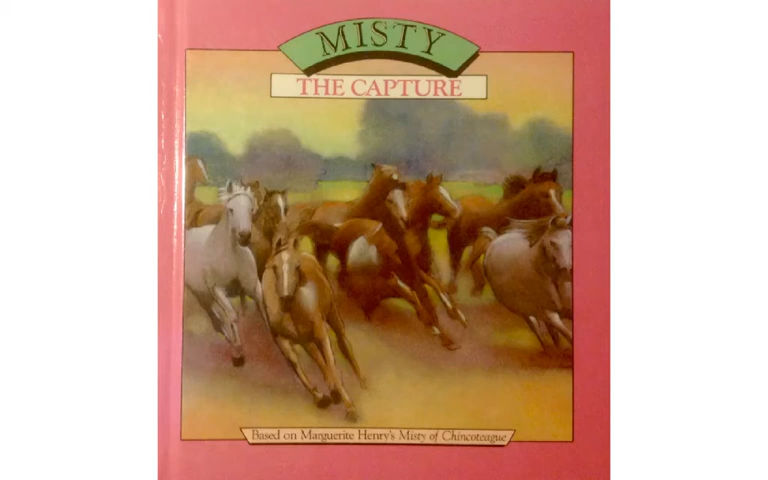 MISTY
THE CAPTURE
Based on Marguerite Henry's Misty of Chincoteague